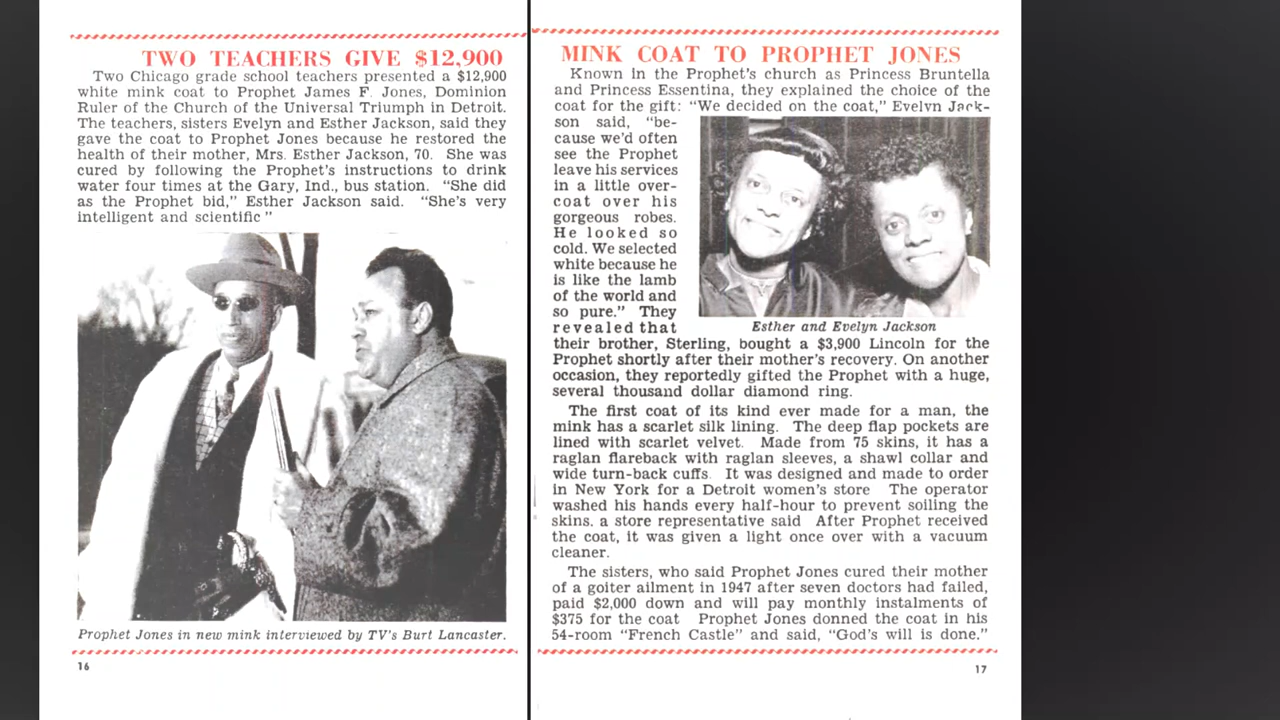 TWO TEACHERS GIVE $12,900
Two Chicago grade school teachers presented a $12,900
white mink coat to Prophet James F. Jones, Dominion
Ruler of the Church of the Universal Triumph in Detroit.
The teachers, sisters Evelyn and Esther Jackson, said they
gave the coat to Prophet Jones because he restored the
health of their mother, Mrs. Esther Jackson, 70. She was
cured by following the Prophet's instructions to drink
water four times at the Gary, Ind., bus station. "She did
as the Prophet bid," Esther Jackson said. "She's very
intelligent and scientific "
Prophet Jones in new mink interviewed by TV's Burt Lancaster.
16
MINK COAT TO PROPHET JONES
Known in the Prophet's church as Princess Bruntella
and Princess Essentina, they explained the choice of the
coat for the gift: "We decided on the coat," Evelyn Jack-
son said, "be-
cause we'd often
see the Prophet
leave his services
in a little over-
coat over his
gorgeous robes.
He looked so
cold. We selected
white because he
is like the lamb
of the world and
so pure." They
revealed that
Esther and Evelyn Jackson
their brother, Sterling, bought a $3,900 Lincoln for the
Prophet shortly after their mother's recovery. On another
occasion, they reportedly gifted the Prophet with a huge,
several thousand dollar diamond ring.
The first coat of its kind ever made for a man, the
mink has a scarlet silk lining. The deep flap pockets are
lined with scarlet velvet. Made from 75 skins, it has a
raglan flareback with raglan sleeves, a shawl collar and
wide turn-back cuffs. It was designed and made to order
in New York for a Detroit women's store The operator
washed his hands every half-hour to prevent soiling the
skins. a store representative said After Prophet received
the coat, it was given a light once over with a vacuum
cleaner.
The sisters, who said Prophet Jones cured their mother
of a goiter ailment in 1947 after seven doctors had failed,
paid $2,000 down and will pay monthly instalments of
$375 for the coat Prophet Jones donned the coat in his
54-room "French Castle" and said, "God's will is done."
17